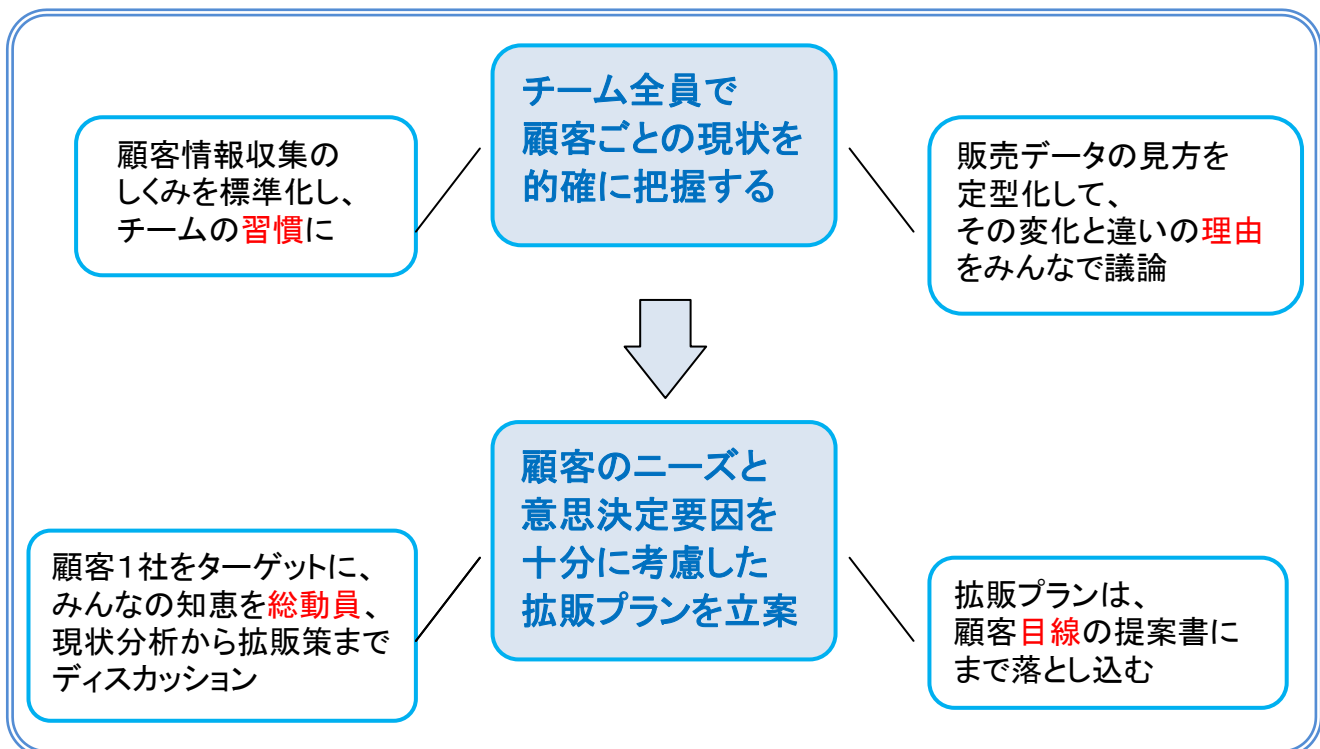 チーム全員で
顧客ごとの現状を
的確に把握する
顧客情報収集の
しくみを標準化し、
チームの習慣に
販売データの見方を
定型化して、
その変化と違いの理由
をみんなで議論
顧客のニーズと
意思決定要因を
十分に考慮した
拡販プランを立案
顧客１社をターゲットに、
みんなの知恵を総動員、
現状分析から拡販策まで
ディスカッション
拡販プランは、
顧客目線の提案書に
まで落とし込む